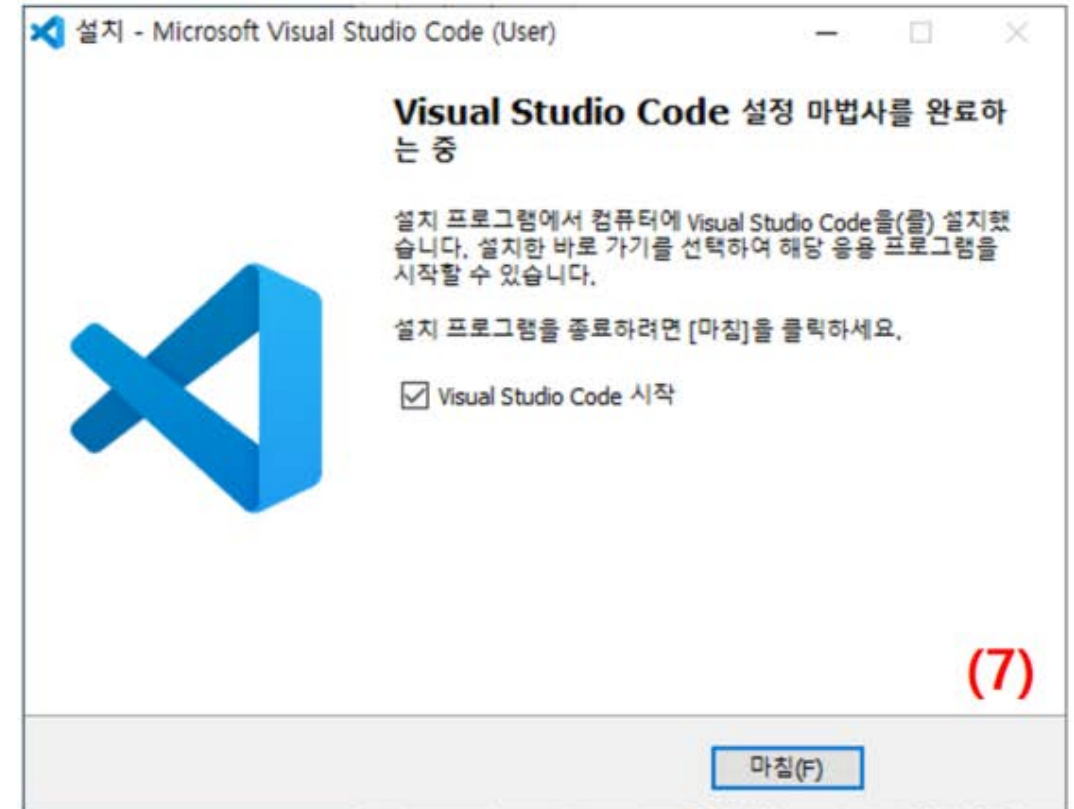 설치 - Microsoft Visual Studio Code (User)
Visual Studio Code 설정 마법사를 완료하
는 중
설치 프로그램에서 컴퓨터에 Visual Studio Code을(를) 설치했
습니다. 설치한 바로 가기를 선택하여 해당 응용 프로그램을
시작할 수 있습니다.
설치 프로그램을 종료하려면 [마침]을 클릭하세요.
Visual Studio Code 시작
(7)
마침(F)